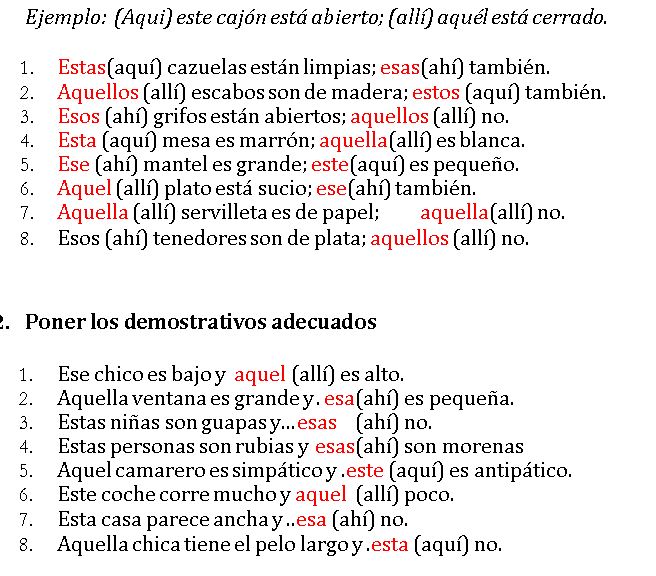 Ejemplo: (Aqui) este cajón está abierto; (allí) aquél está cerrado.
1. Estas(aquí) cazuelas están limpias; esas(ahí) también.
2. Aquellos (allí) escabos son de madera; estos (aquí) también.
3. Esos (ahí) grifos están abiertos; aquellos (allí) no.
4. Esta (aquí) mesa es marrón; aquella(allí) es blanca.
5. Ese (ahí) mantel es grande; este(aquí) es pequeño.
6. Aquel (allí) plato está sucio; ese(ahí) también.
7. Aquella (allí) servilleta es de papel; aquella(allí) no.
8. Esos (ahí) tenedores son de plata; aquellos (allí) no.
2. Poner los demostrativos adecuados
1. Ese chico es bajo y aquel (allí) es alto.
2. Aquella ventana es grande y. esa(ahí) es pequeña.
3. Estas niñas son guapas y...esas (ahí) no.
4. Estas personas son rubias y esas(ahí) son morenas
5. Aquel camarero es simpático y .este (aquí) es antipático.
6. Este coche corre mucho y aquel (allí) poco.
7. Esta casa parece ancha y ..esa (ahí) no.
8. Aquella chica tiene el pelo largo y .esta (aquí) no.